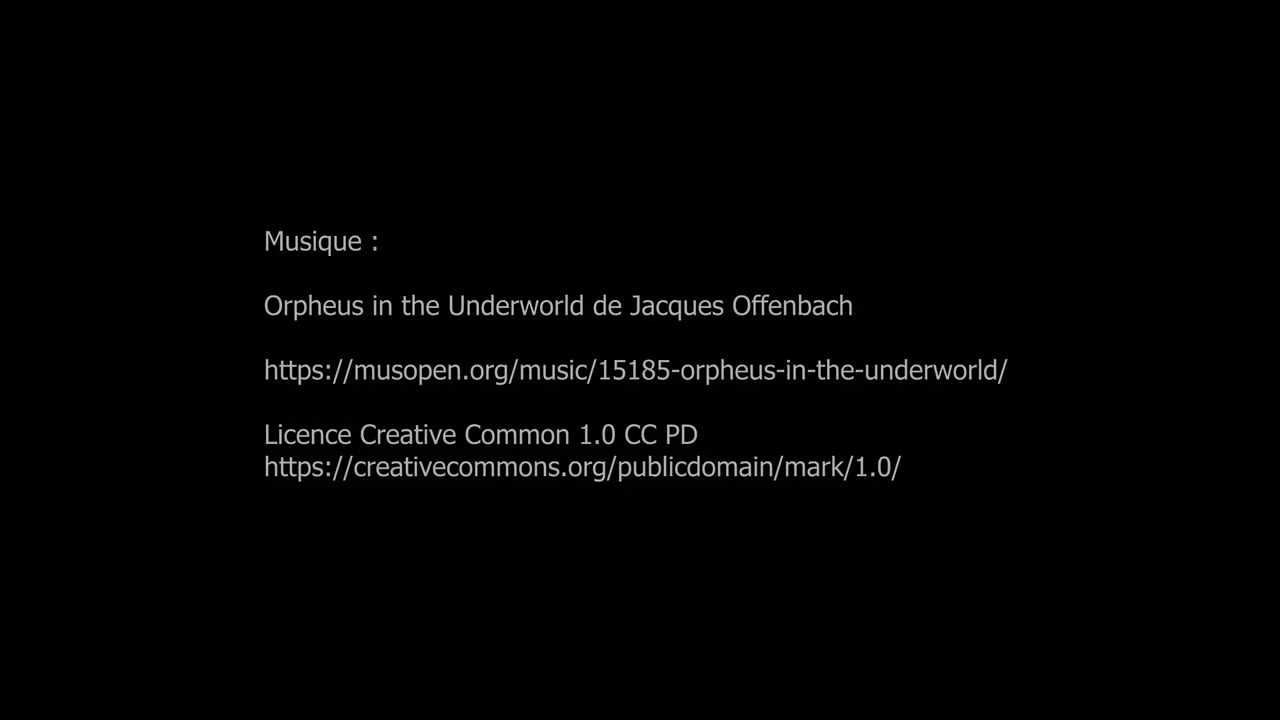 Musique :
Orpheus in the Underworld de Jacques Offenbach
https://musopen.org/music/15185-orpheus-in-the-underworld/
Licence Creative Common 1.0 CC PD
https://creativecommons.org/publicdomain/mark/1.0/